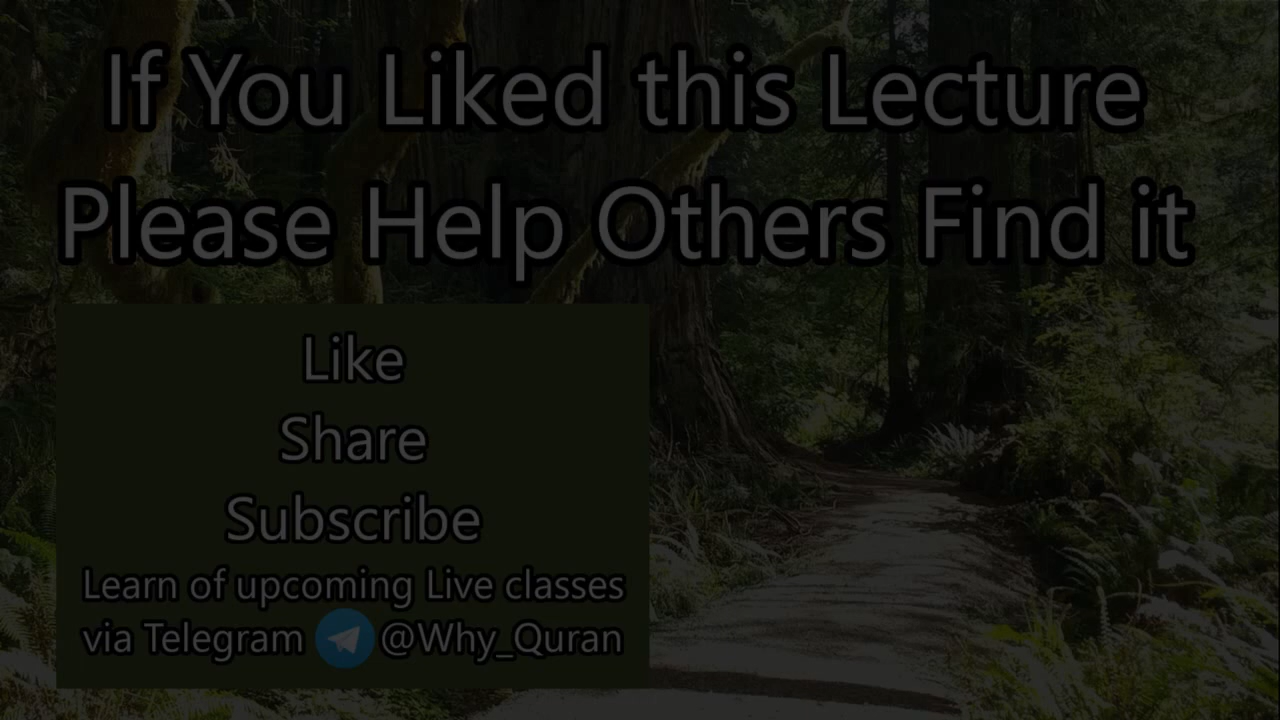 If You Liked this Lecture
Please Help Others Find it
Like
Share
Subscribe
Learn of upcoming Live classes
via Telegram @Why_Quran